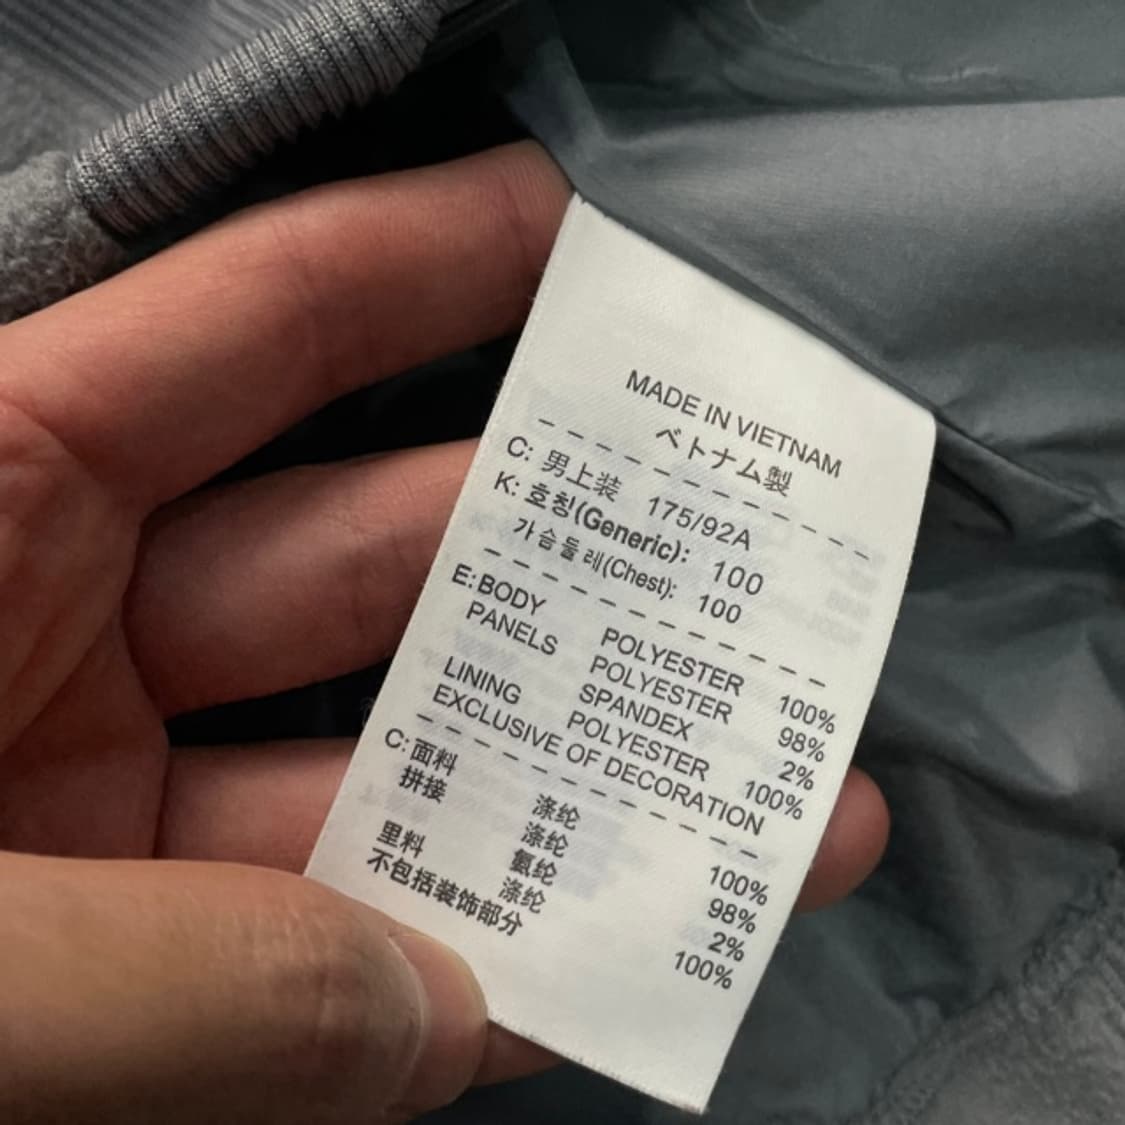 MADE IN VIETNAM
ベトナム製
C: 男上装 175/92A
K: 호칭(Generic): 100
가슴둘레(Chest): 100
E: BODY POLYESTER 100%
PANELS POLYESTER 98%
SPANDEX 2%
LINING POLYESTER 100%
EXCLUSIVE OF DECORATION
C: 面料 涤纶 100%
拼接 涤纶 98%
氨纶 2%
里料 涤纶 100%
不包括装饰部分